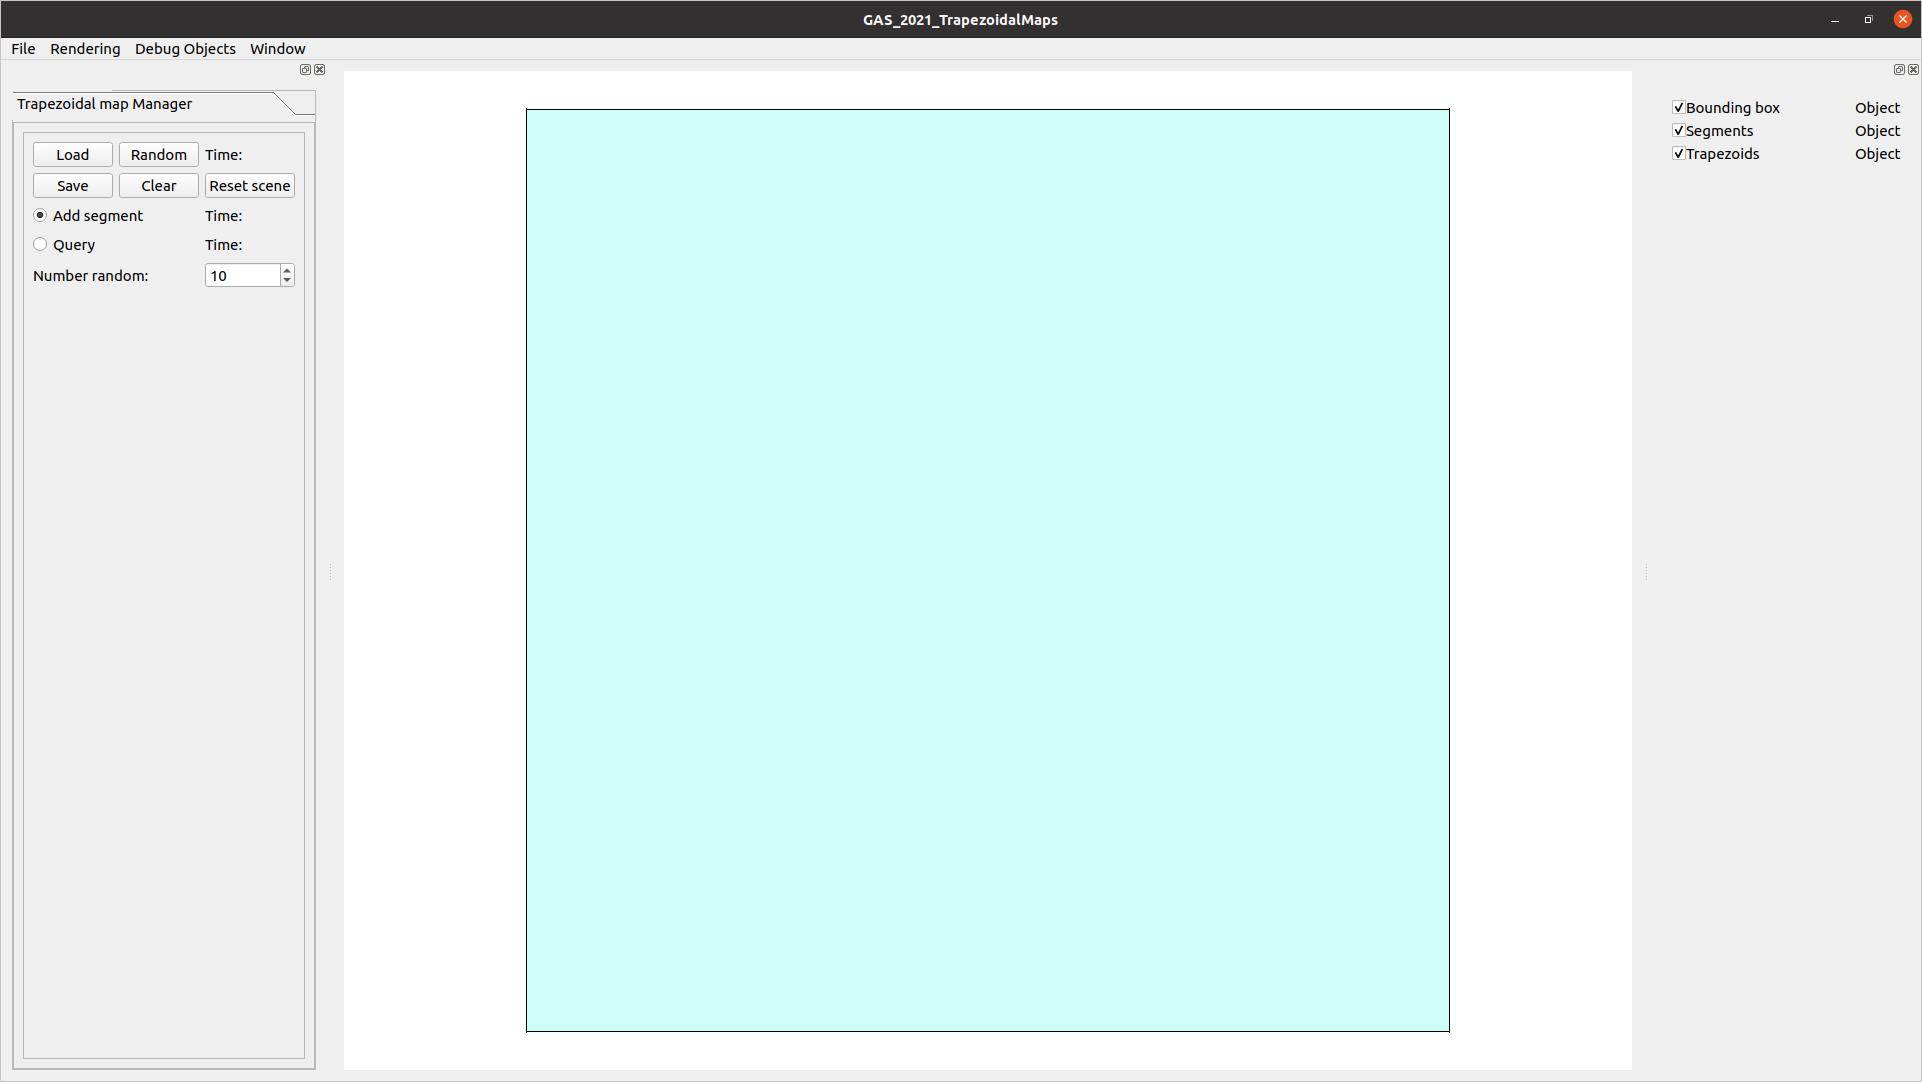 GAS_2021_TrapezoidalMaps
File Rendering Debug Objects Window
Trapezoidal map Manager
Load Random Time:
Save Clear Reset scene
Add segment Time:
Query Time:
Number random: 10
Bounding box Object
Segments Object
Trapezoids Object